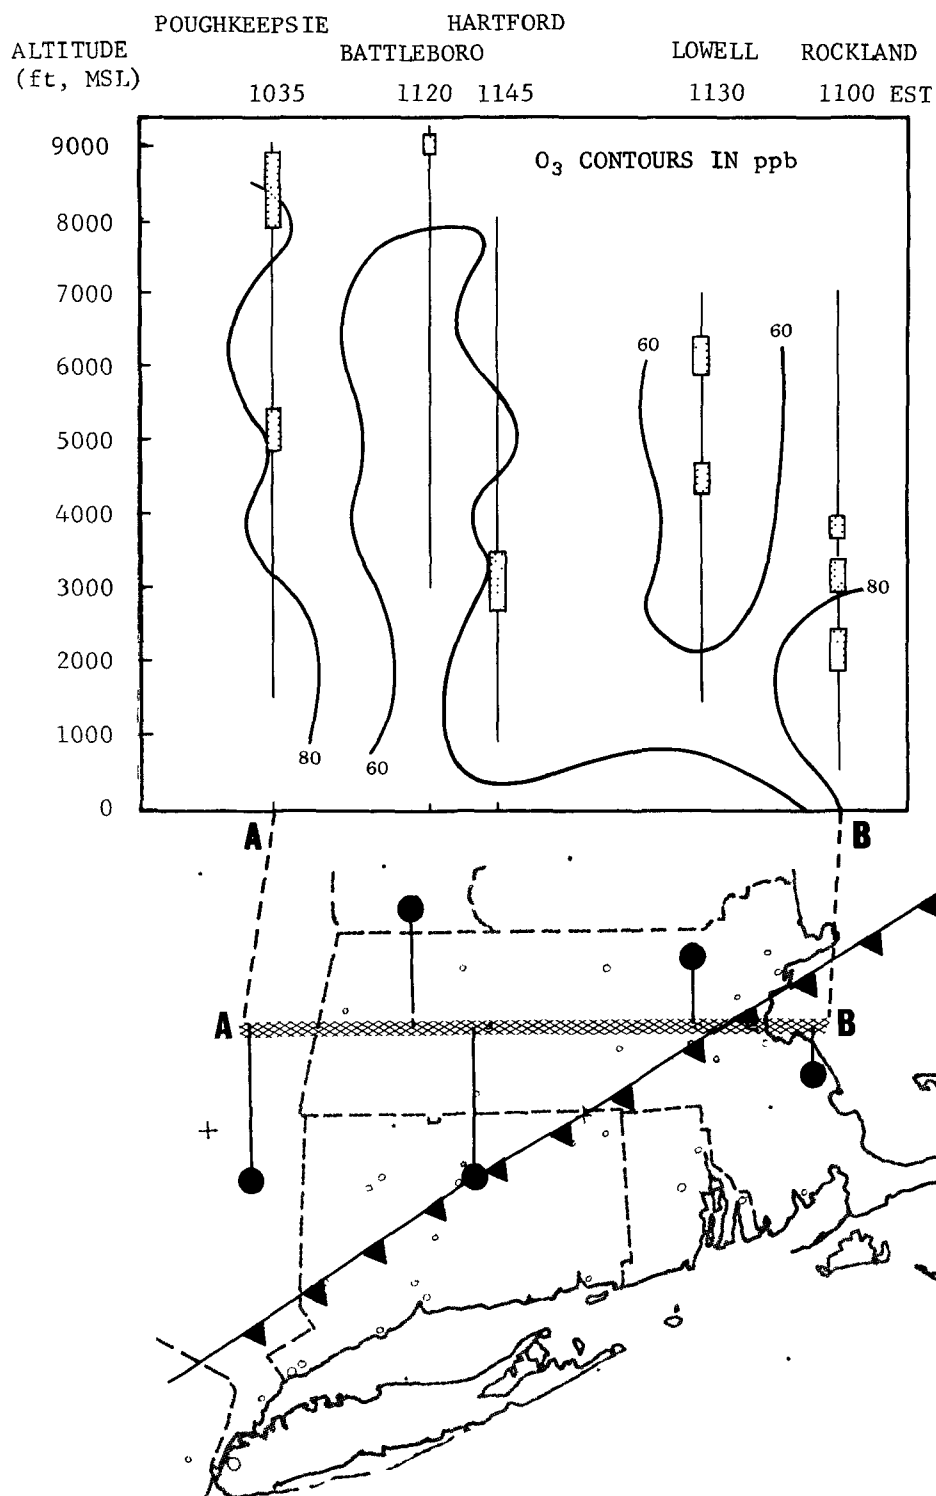 POUGHKEEPSIE HARTFORD
ALTITUDE BATTLEBORO LOWELL ROCKLAND
(ft, MSL) 1035 1120 1145 1130 1100 EST
9000 O3 CONTOURS IN ppb
8000
7000
60 60
6000
5000
4000
3000 80
2000
1000
80 60
0
A B
A B